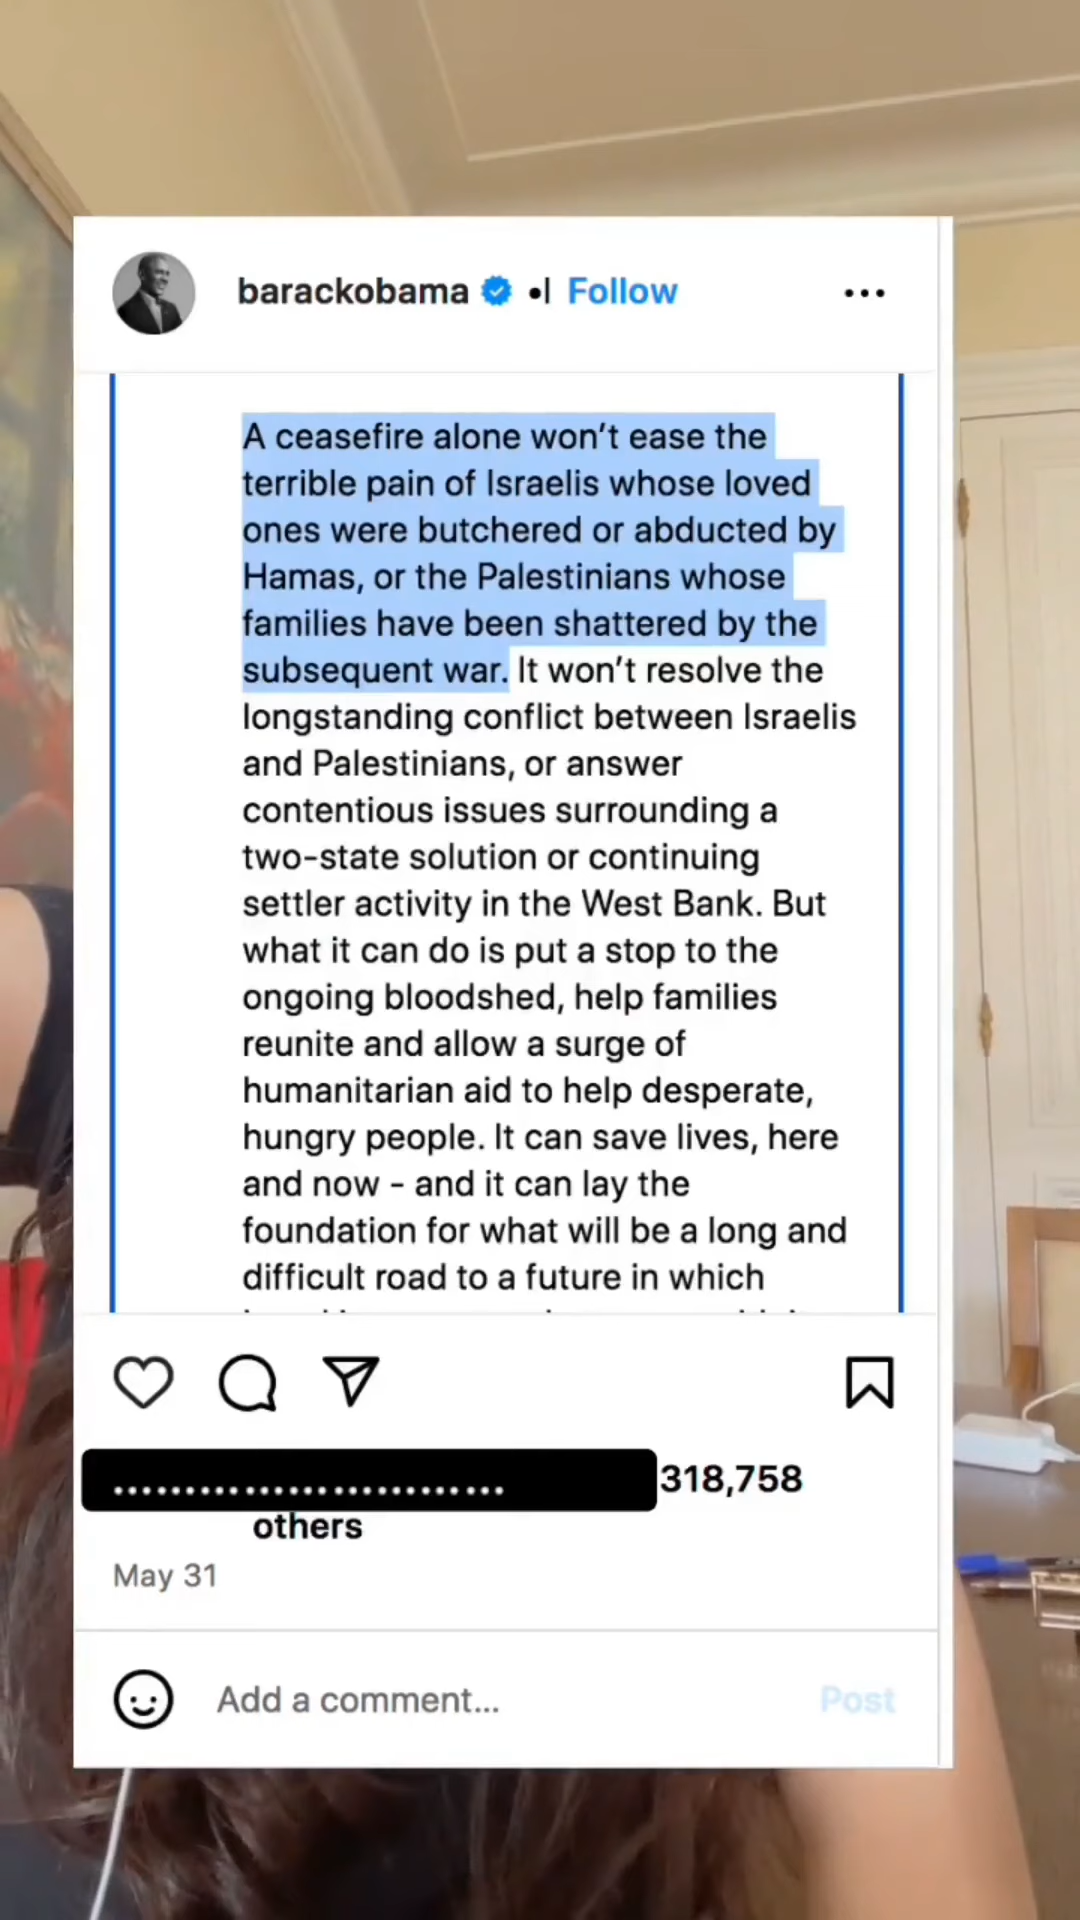 barackobama •| Follow
A ceasefire alone won't ease the
terrible pain of Israelis whose loved
ones were butchered or abducted by
Hamas, or the Palestinians whose
families have been shattered by the
subsequent war. It won't resolve the
longstanding conflict between Israelis
and Palestinians, or answer
contentious issues surrounding a
two-state solution or continuing
settler activity in the West Bank. But
what it can do is put a stop to the
ongoing bloodshed, help families
reunite and allow a surge of
humanitarian aid to help desperate,
hungry people. It can save lives, here
and now - and it can lay the
foundation for what will be a long and
difficult road to a future in which
318,758
others
May 31
Add a comment...
Post